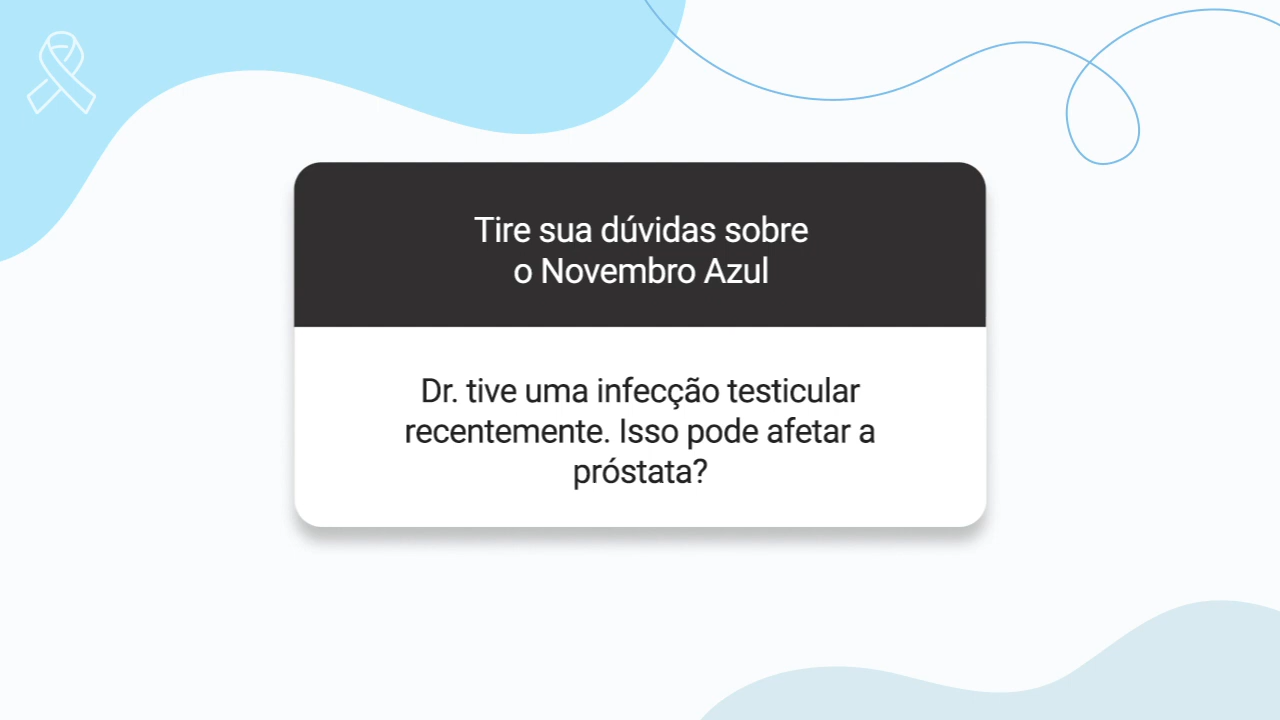 Tire sua dúvidas sobre
o Novembro Azul
Dr. tive uma infecção testicular
recentemente. Isso pode afetar a
próstata?